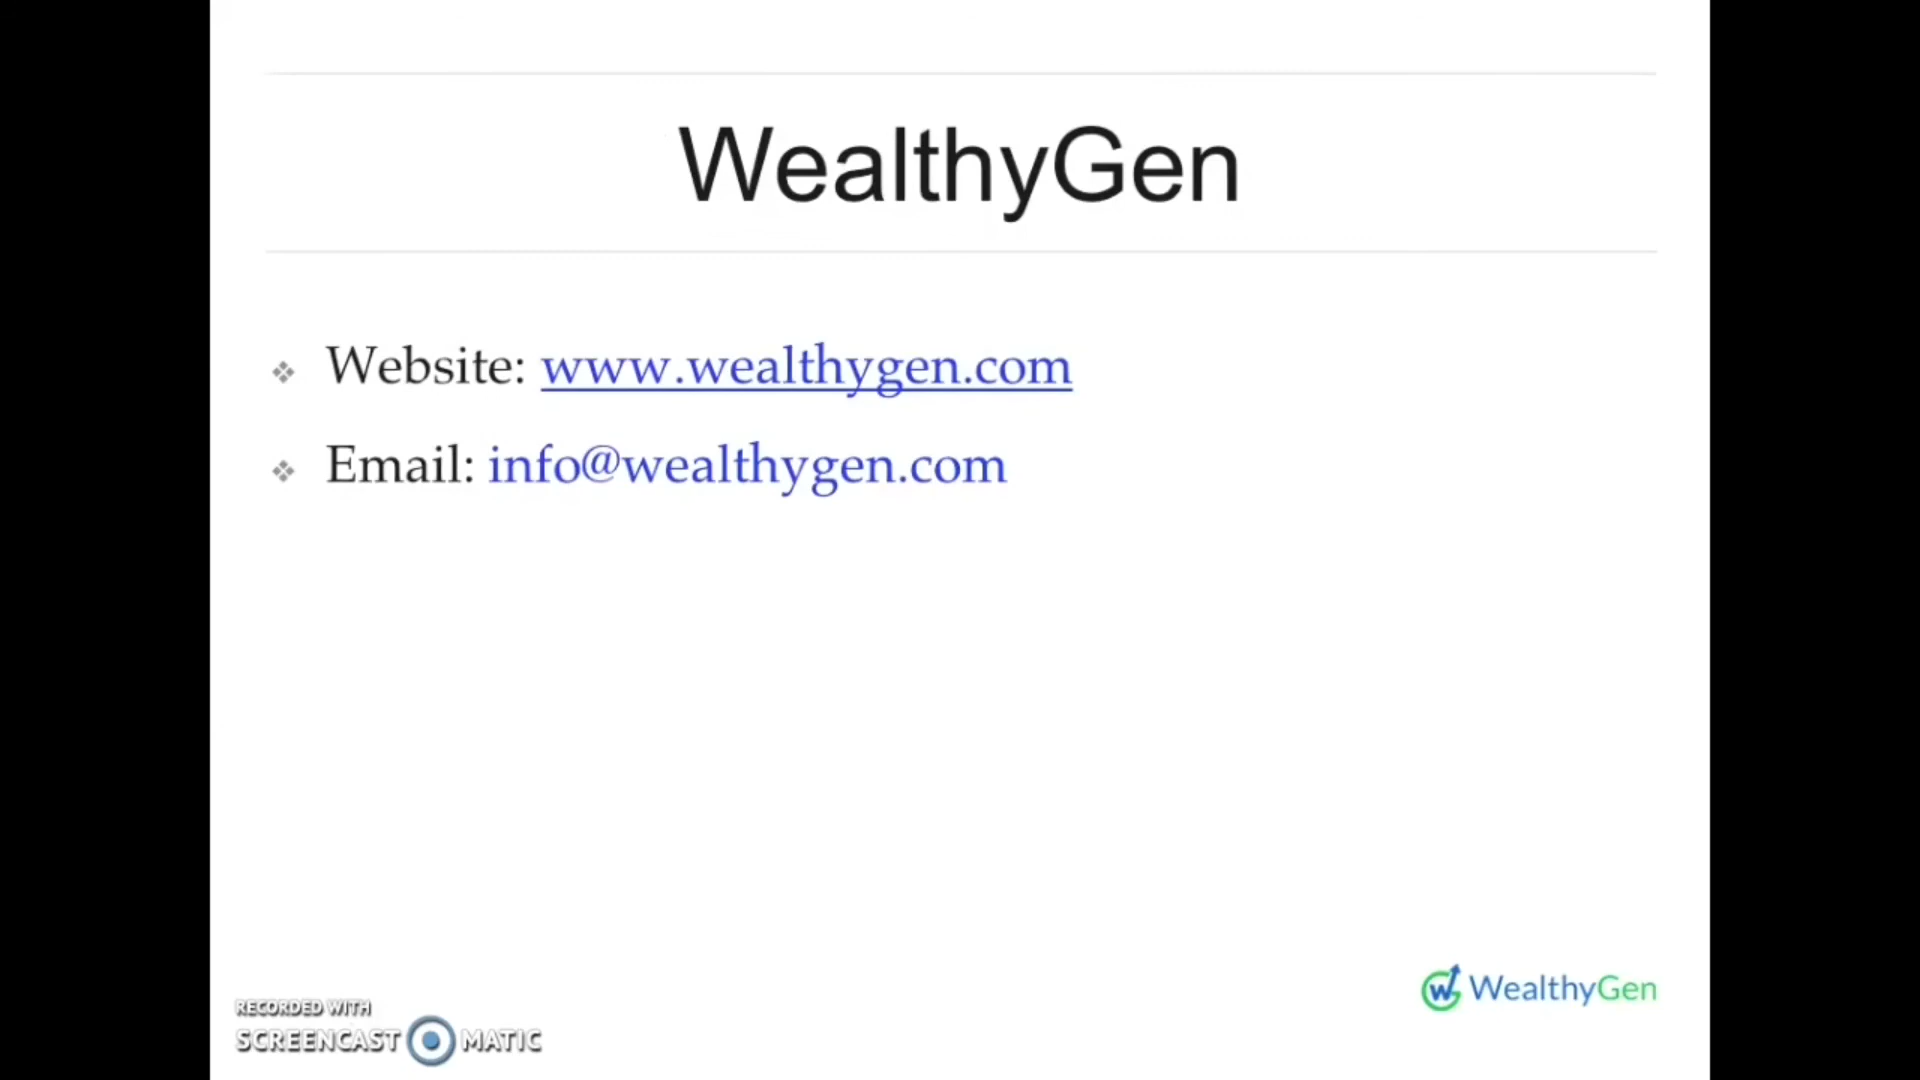 WealthyGen
Website: www.wealthygen.com
Email: info@wealthygen.com
WealthyGen
RECORDED WITH
SCREENCAST MATIC